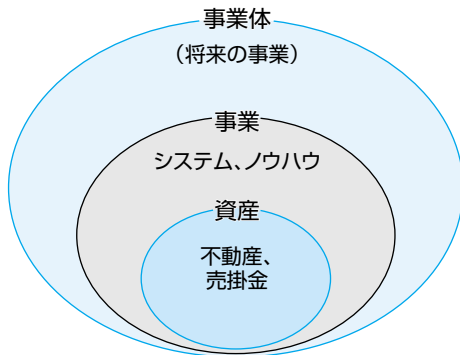 事業体
（将来の事業）
事業
システム、ノウハウ
資産
不動産、
売掛金